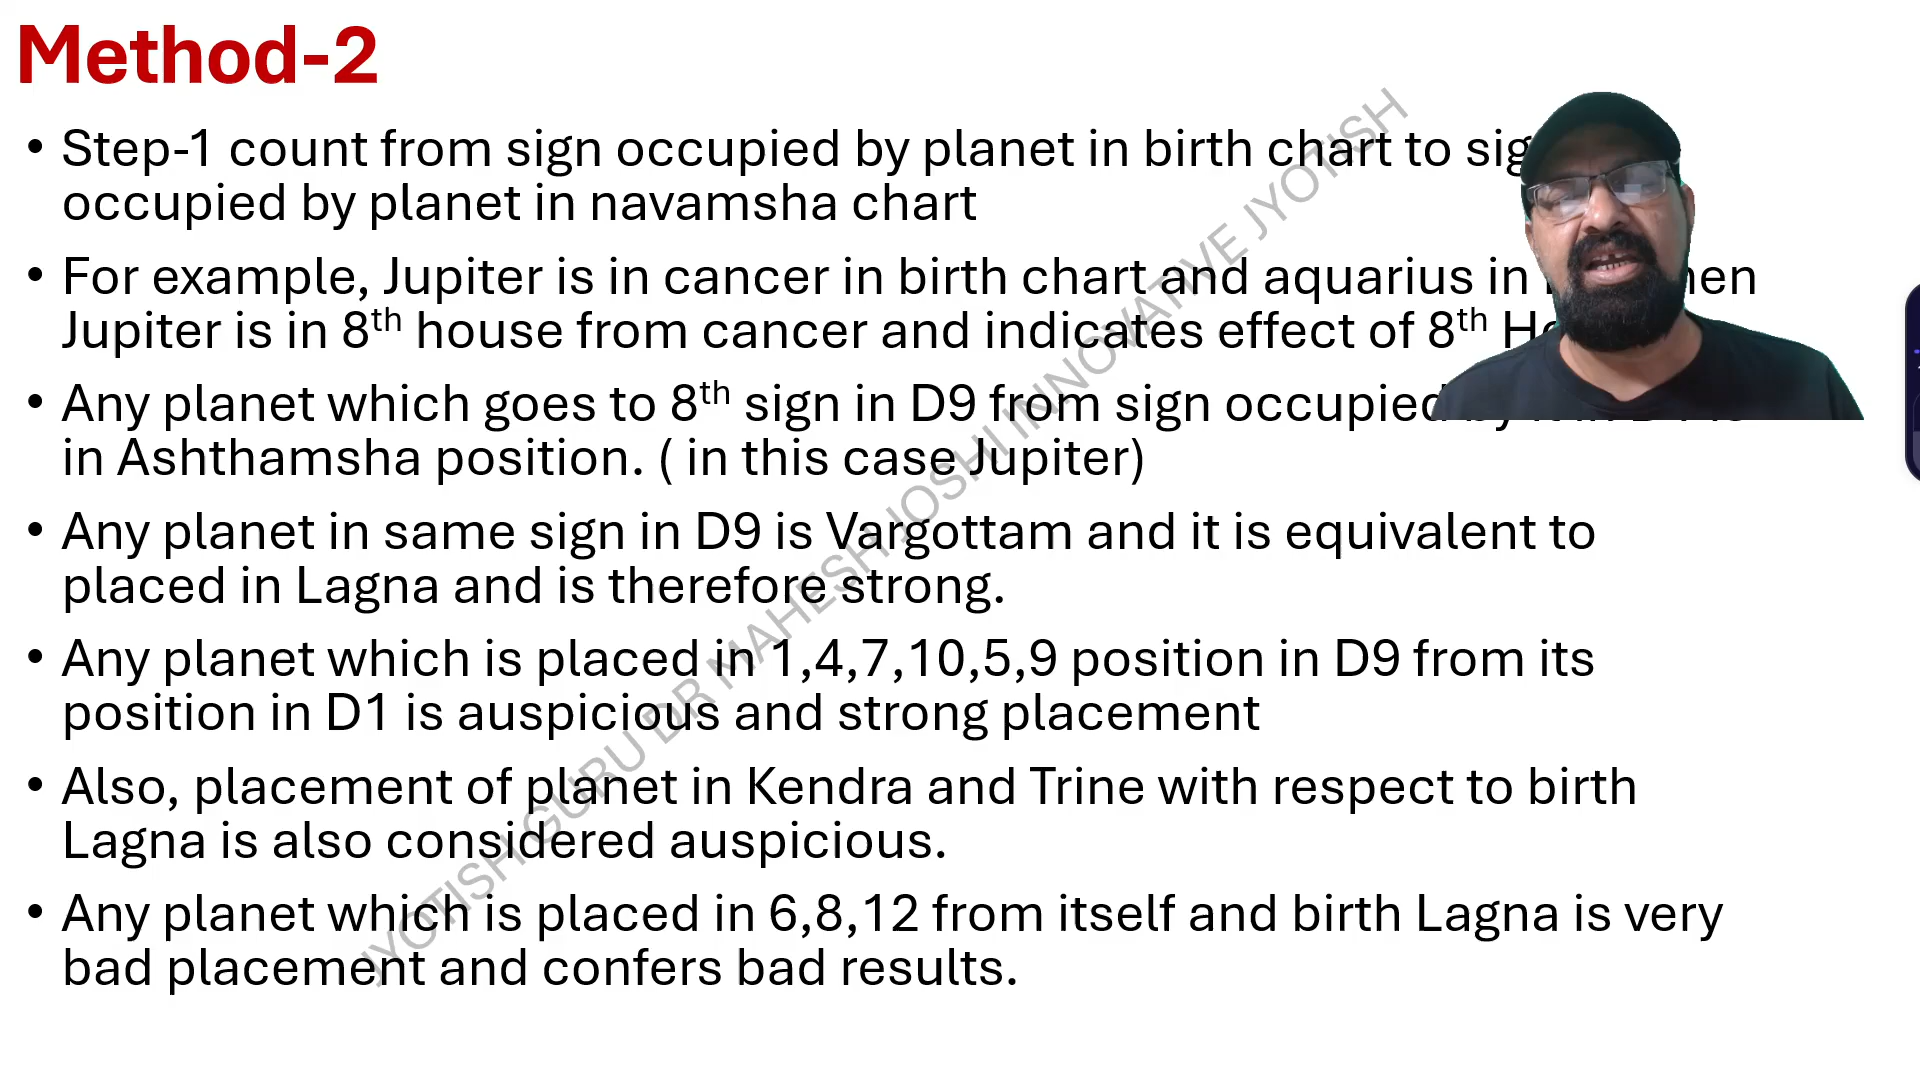 Method-2
• Step-1 count from sign occupied by planet in birth chart to
occupied by planet in navamsha chart
• For example, Jupiter is in cancer in birth chart and aquarius in
Jupiter is in 8th house from cancer and indicates effect of 8th
• Any planet which goes to 8th sign in D9 from sign occupied
in Ashthamsha position. ( in this case Jupiter)
• Any planet in same sign in D9 is Vargottam and it is equivalent to
placed in Lagna and is therefore strong.
• Any planet which is placed in 1,4,7,10,5,9 position in D9 from its
position in D1 is auspicious and strong placement
• Also, placement of planet in Kendra and Trine with respect to birth
Lagna is also considered auspicious.
• Any planet which is placed in 6,8,12 from itself and birth Lagna is very
bad placement and confers bad results.
JYOTISH GURU DR MAHESH JOSHI INNOVATIVE JYOTISH